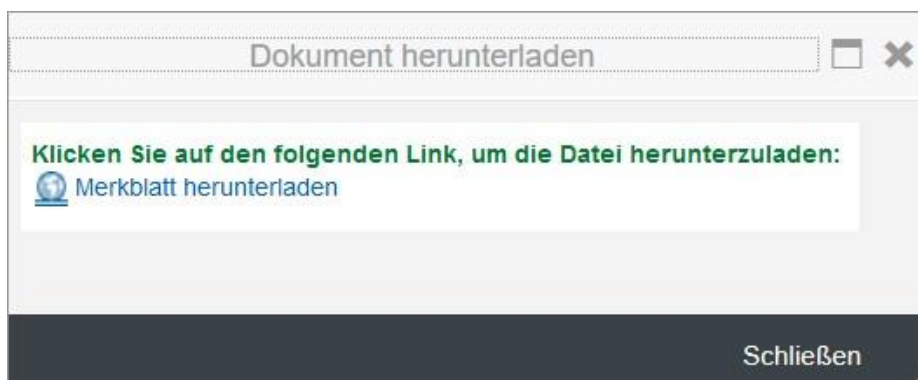 Dokument herunterladen
Klicken Sie auf den folgenden Link, um die Datei herunterzuladen:
Merkblatt herunterladen
Schließen